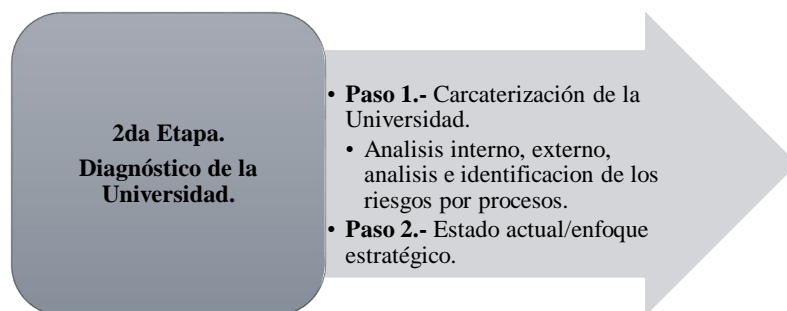 2da Etapa.
Diagnóstico de la
Universidad.
• Paso 1.- Carcaterización de la
Universidad.
• Analisis interno, externo,
analisis e identificacion de los
riesgos por procesos.
• Paso 2.- Estado actual/enfoque
estratégico.